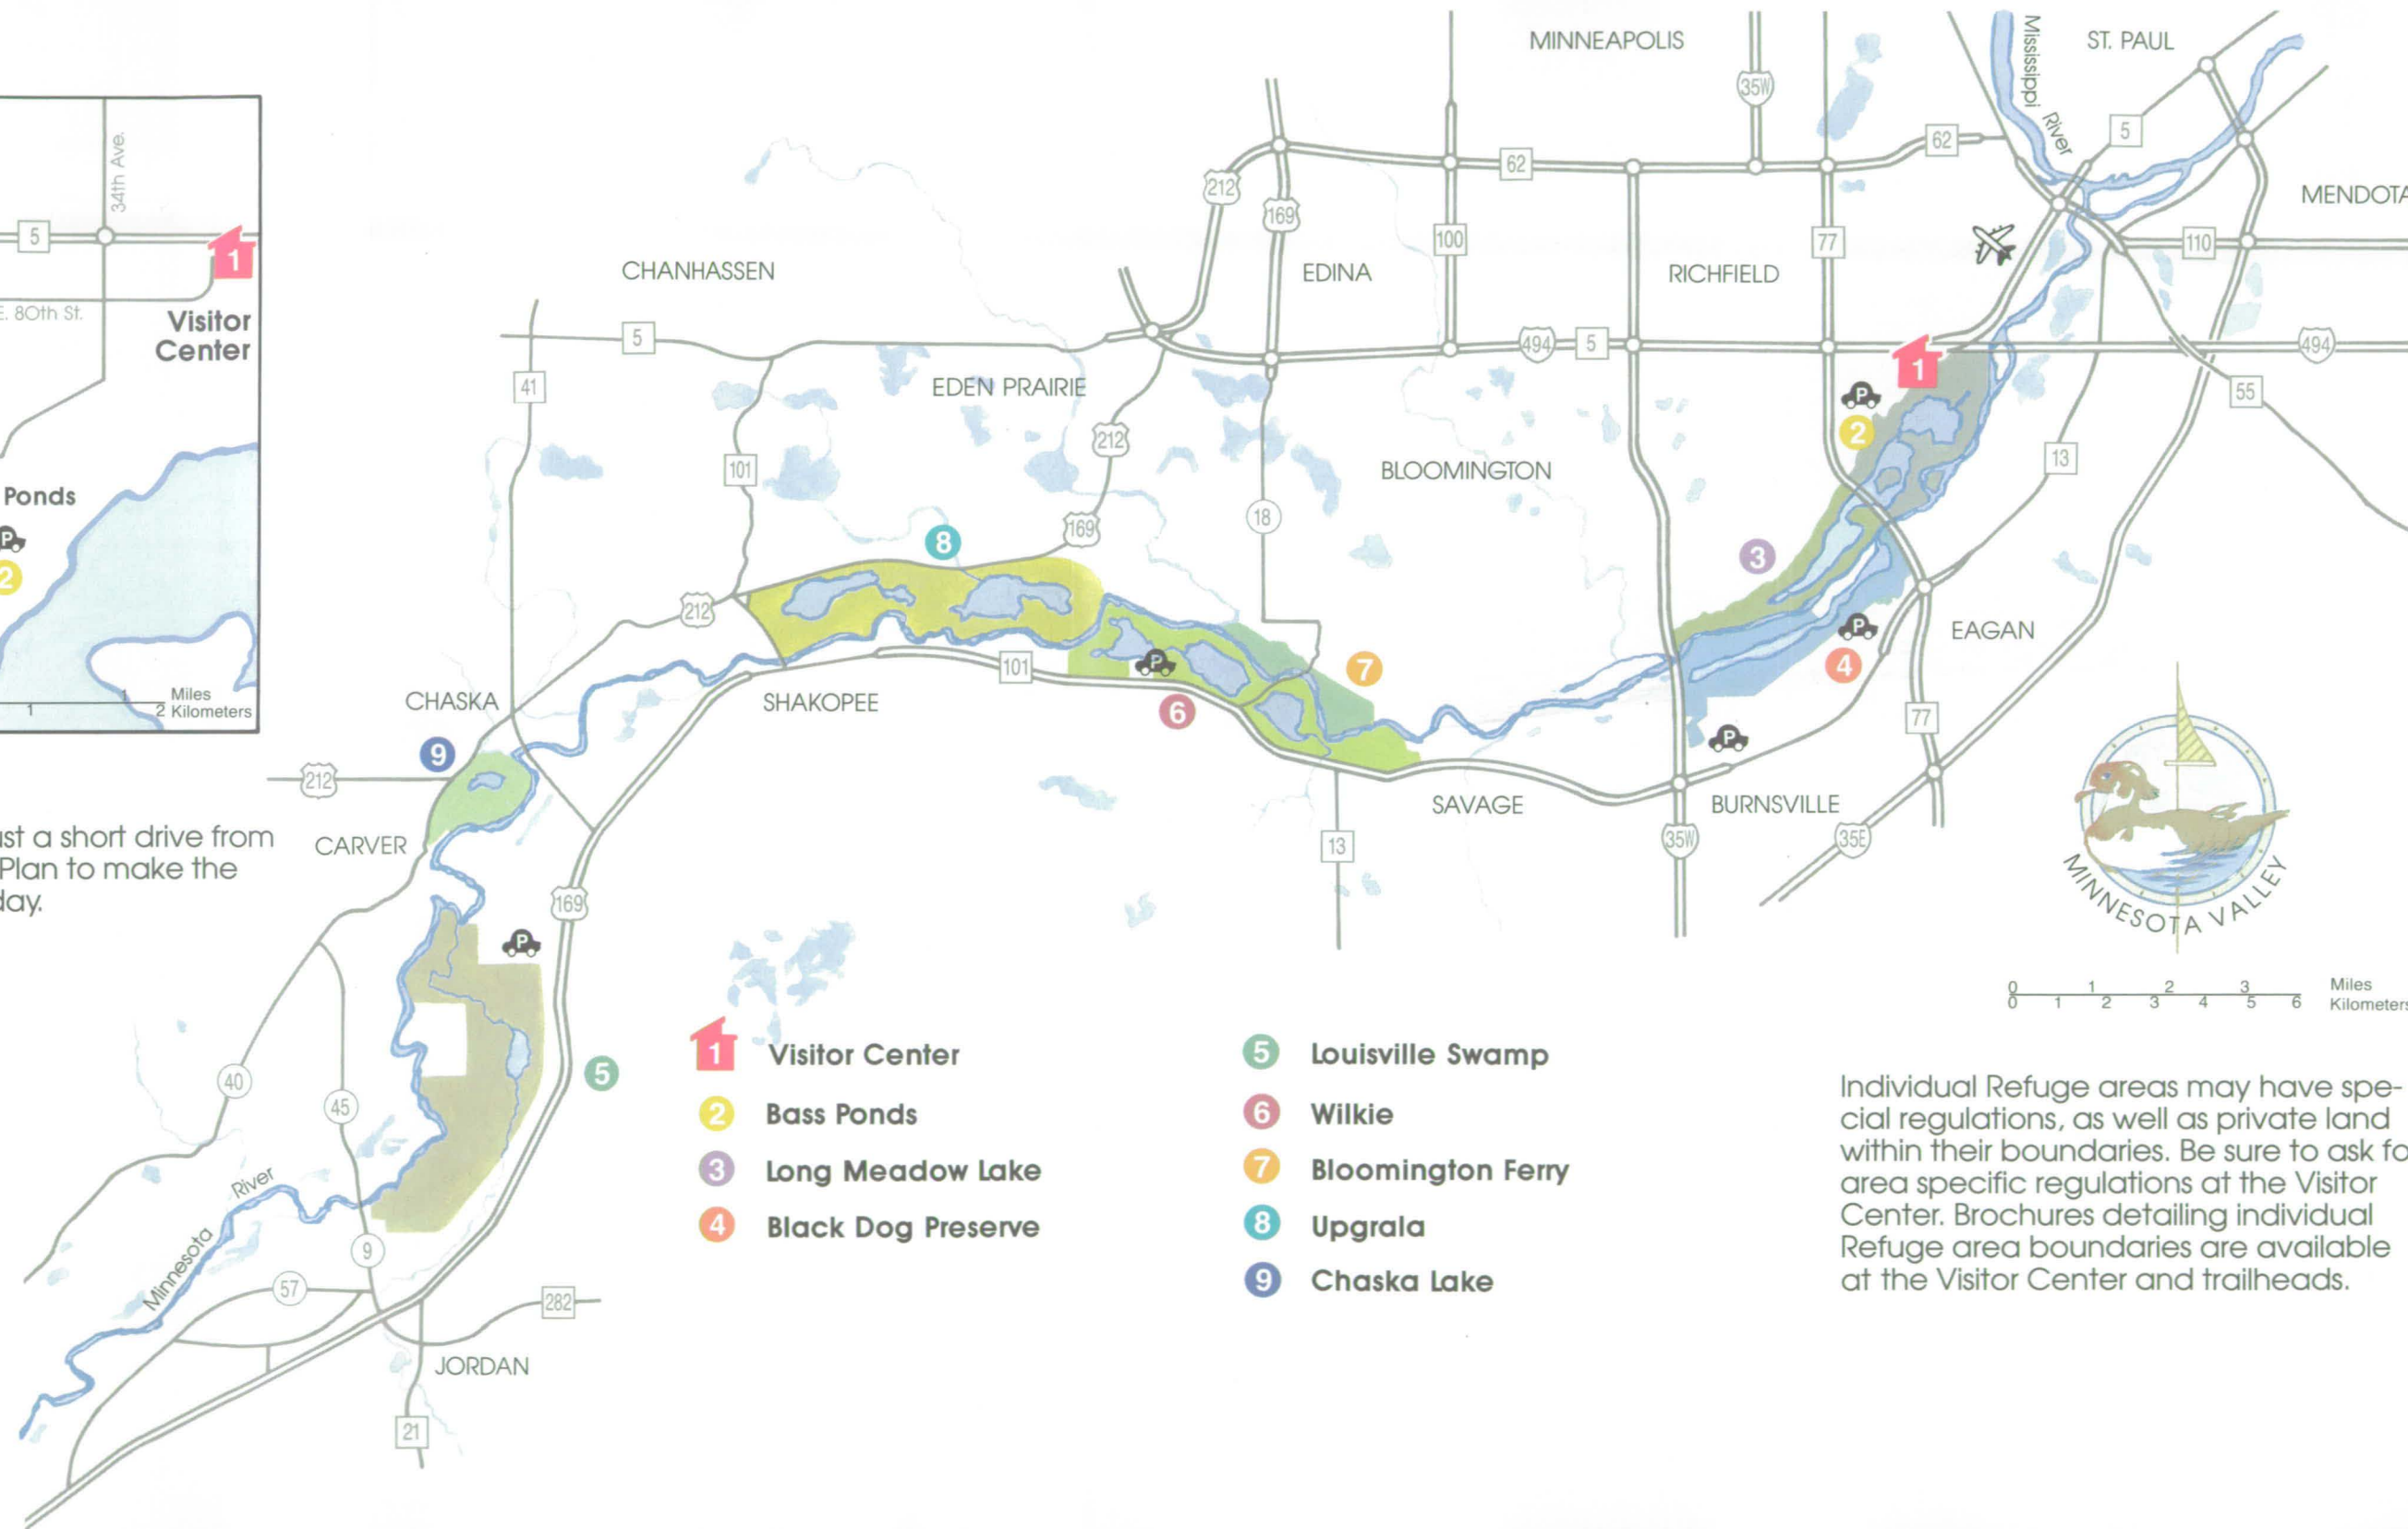 34th Ave.
5
1
E. 80th St.
Visitor
Center
Ponds
P
2
1
1
2
Miles
Kilometers
ust a short drive from
Plan to make the
day.
MINNEAPOLIS
ST. PAUL
Mississippi
River
35W
62
62
5
212
169
100
77
110
MENDOTA
CHANHASSEN
EDINA
RICHFIELD
5
494
5
494
1
41
EDEN PRAIRIE
P
2
55
212
101
BLOOMINGTON
13
18
169
8
3
212
P
EAGAN
101
P
7
4
CHASKA
SHAKOPEE
6
77
9
P
212
SAVAGE
BURNSVILLE
CARVER
13
35W
35E
MINNESOTA VALLEY
169
P
0 1 2 3 Miles
0 1 2 3 4 5 6 Kilometers
5
40
45
River
Minnesota
9
57
282
JORDAN
21
1 Visitor Center
2 Bass Ponds
3 Long Meadow Lake
4 Black Dog Preserve
5 Louisville Swamp
6 Wilkie
7 Bloomington Ferry
8 Upgrala
9 Chaska Lake
Individual Refuge areas may have spe-
cial regulations, as well as private land
within their boundaries. Be sure to ask fo
area specific regulations at the Visitor
Center. Brochures detailing individual
Refuge area boundaries are available
at the Visitor Center and trailheads.